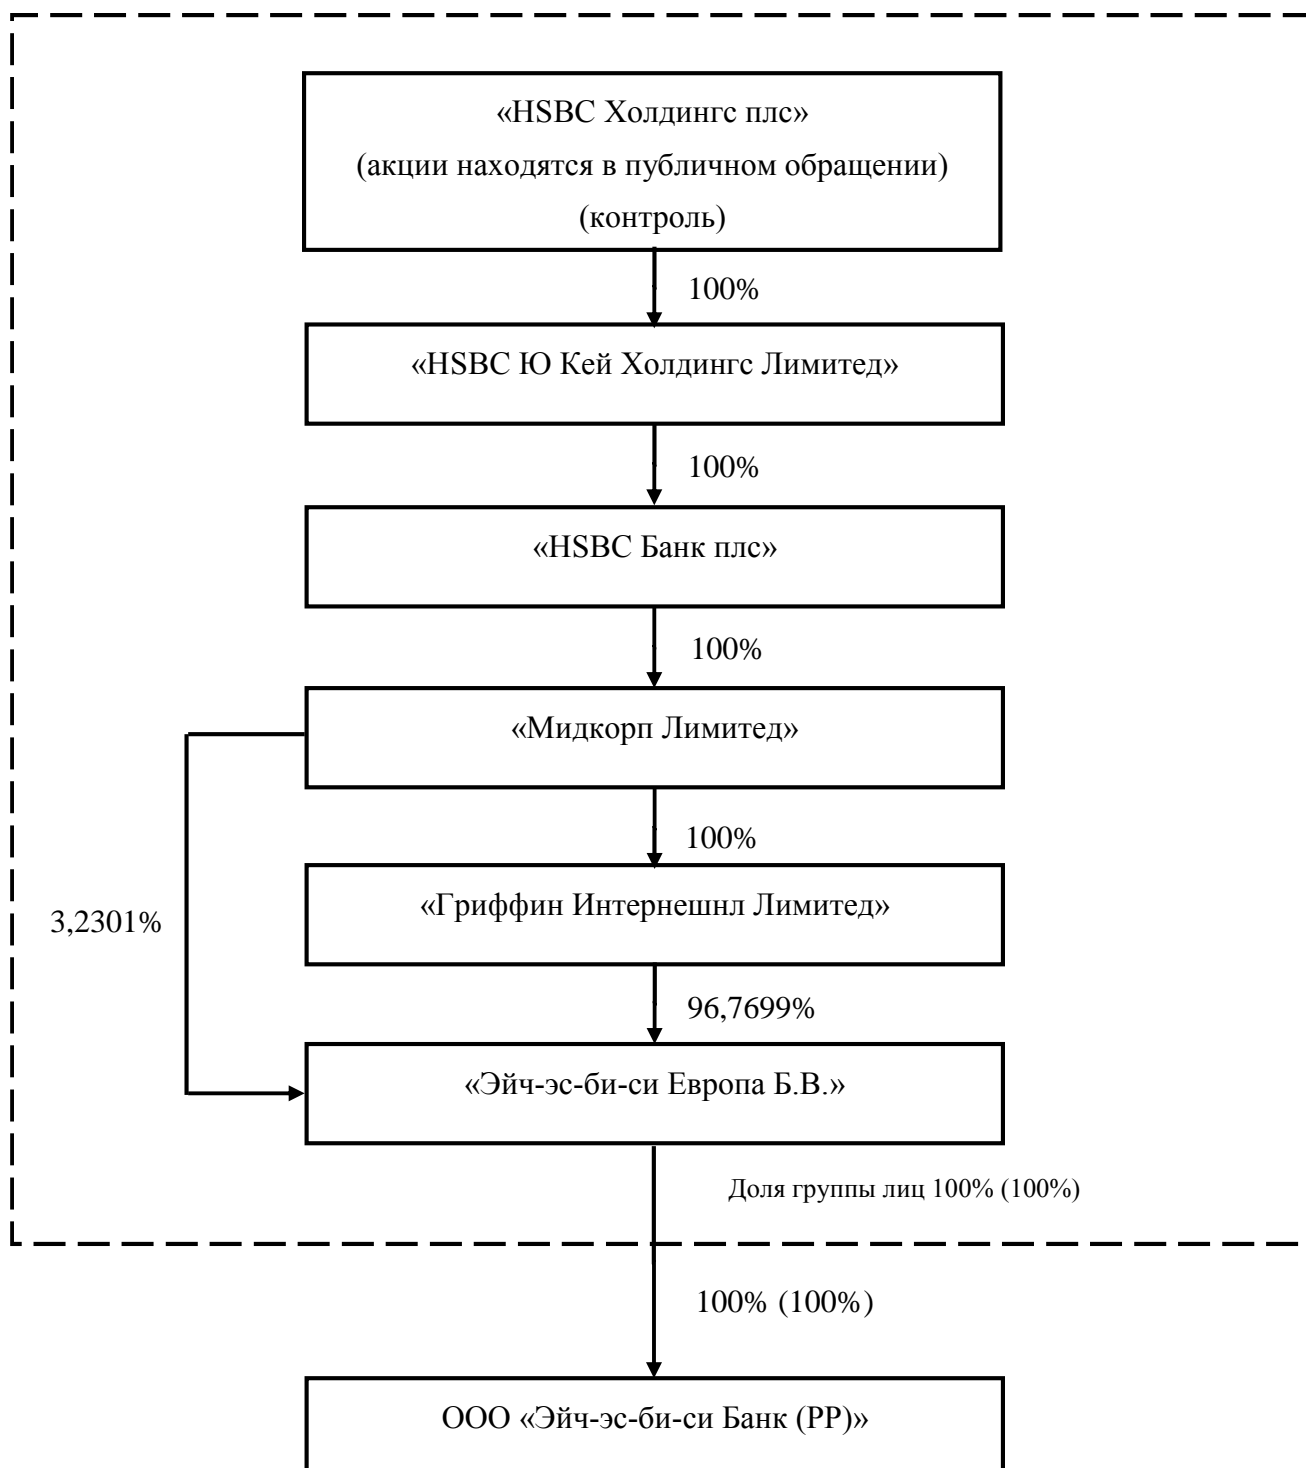 «HSBC Холдингс плс»
(акции находятся в публичном обращении)
(контроль)
100%
«HSBC Ю Кей Холдингс Лимитед»
100%
«HSBC Банк плс»
100%
«Мидкорп Лимитед»
100%
«Гриффин Интернешнл Лимитед»
3,2301%
96,7699%
«Эйч-эс-би-си Европа Б.В.»
Доля группы лиц 100% (100%)
100% (100%)
ООО «Эйч-эс-би-си Банк (РР)»